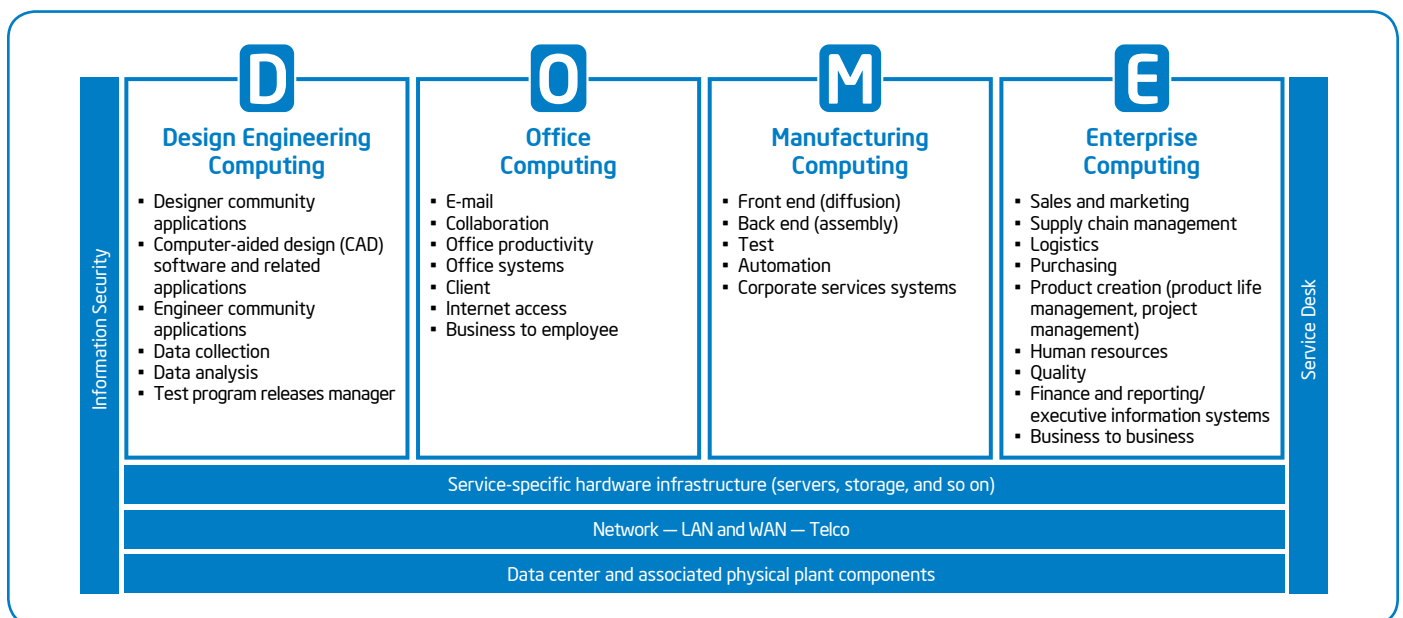 Information Security
D
Design Engineering
Computing
▪ Designer community
applications
▪ Computer-aided design (CAD)
software and related
applications
▪ Engineer community
applications
▪ Data collection
▪ Data analysis
▪ Test program releases manager
O
Office
Computing
▪ E-mail
▪ Collaboration
▪ Office productivity
▪ Office systems
▪ Client
▪ Internet access
▪ Business to employee
M
Manufacturing
Computing
▪ Front end (diffusion)
▪ Back end (assembly)
▪ Test
▪ Automation
▪ Corporate services systems
E
Enterprise
Computing
▪ Sales and marketing
▪ Supply chain management
▪ Logistics
▪ Purchasing
▪ Product creation (product life
management, project
management)
▪ Human resources
▪ Quality
▪ Finance and reporting/
executive information systems
▪ Business to business
Service Desk
Service-specific hardware infrastructure (servers, storage, and so on)
Network — LAN and WAN — Telco
Data center and associated physical plant components